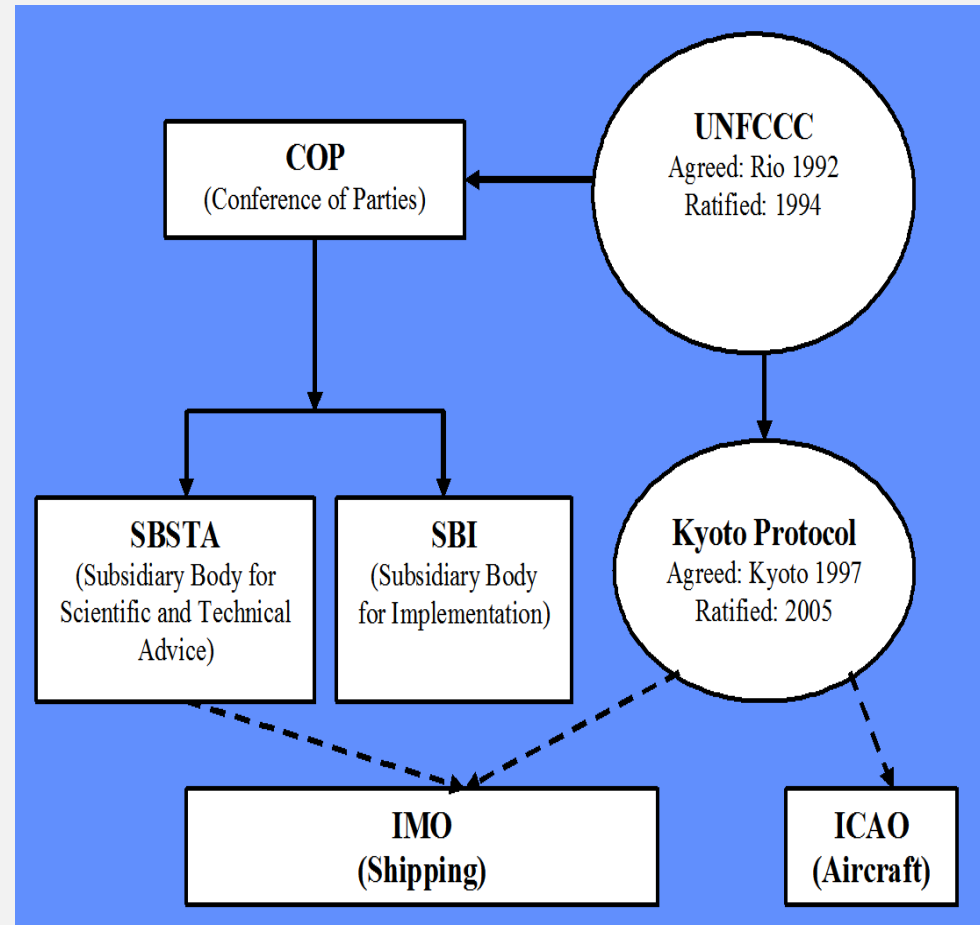 UNFCCC
Agreed: Rio 1992
Ratified: 1994
COP
(Conference of Parties)
SBSTA
(Subsidiary Body for
Scientific and Technical
Advice)
SBI
(Subsidiary Body
for Implementation)
Kyoto Protocol
Agreed: Kyoto 1997
Ratified: 2005
IMO
(Shipping)
ICAO
(Aircraft)